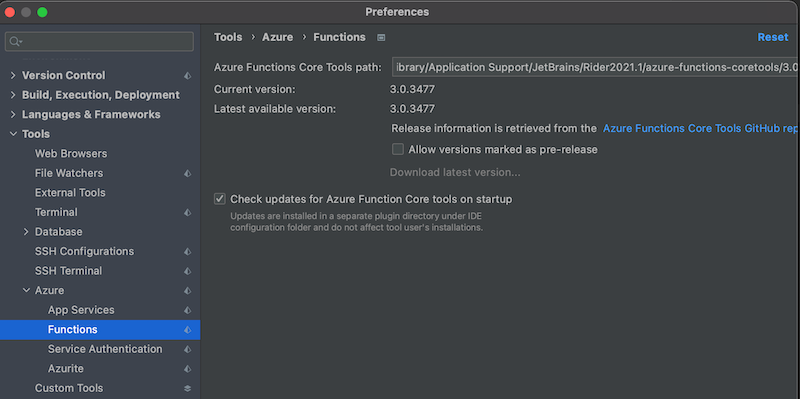 Preferences
Tools › Azure › Functions
Reset
Version Control
Build, Execution, Deployment
Languages & Frameworks
Tools
Web Browsers
File Watchers
External Tools
Terminal
Database
SSH Configurations
SSH Terminal
Azure
App Services
Functions
Service Authentication
Azurite
Custom Tools
Azure Functions Core Tools path: ibrary/Application Support/JetBrains/Rider2021.1/azure-functions-coretools/3.0
Current version: 3.0.3477
Latest available version: 3.0.3477
Release information is retrieved from the Azure Functions Core Tools GitHub rep
Allow versions marked as pre-release
Download latest version...
Check updates for Azure Function Core tools on startup
Updates are installed in a separate plugin directory under IDE
configuration folder and do not affect tool user's installations.